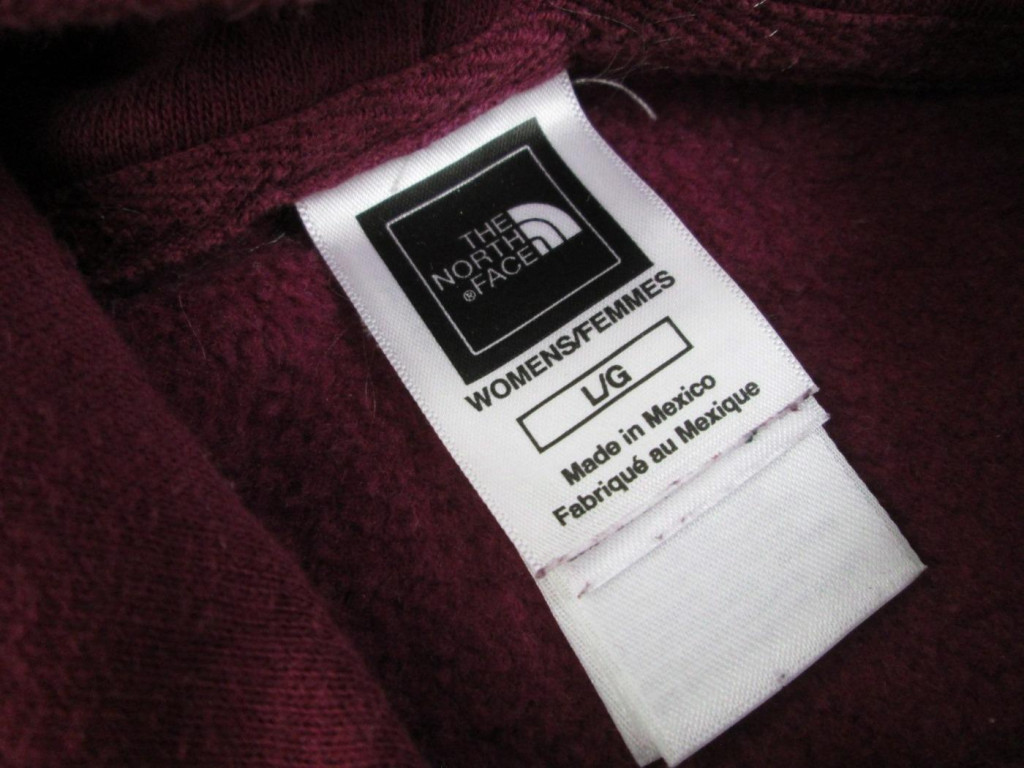 THE
NORTH
®FACE
WOMENS/FEMMES
L/G
Made in Mexico
Fabriqué au Mexique